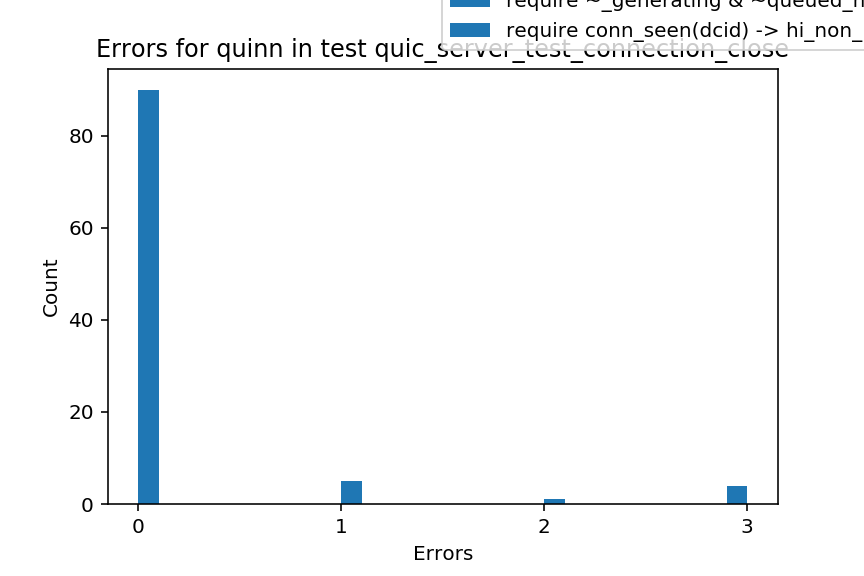 require ~_generating & ~queued_
require conn_seen(dcid) -> hi_non_
Errors for quinn in test quic_server_test_connection_close
80
60
40
20
0
Count
0 1 2 3
Errors